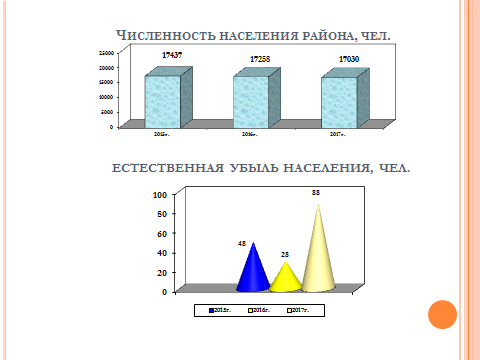 Численность населения района, чел.
25000
20000
15000
10000
5000
0
17437
17258
17030
2015г.
2016г.
2017г.
ЕСТЕСТВЕННАЯ УБЫЛЬ НАСЕЛЕНИЯ, ЧЕЛ.
100
80
60
40
20
0
48
28
88
2015г.
2016г.
2017г.